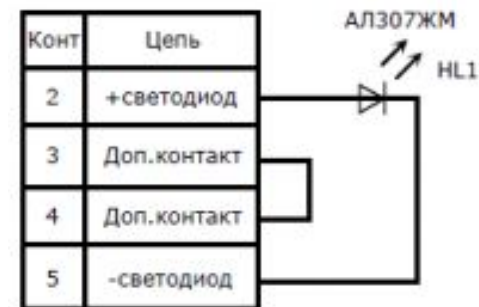 АЛ307ЖМ
Конт Цепь
HL1
2 +светодиод
3 Доп.контакт
4 Доп.контакт
5 -светодиод